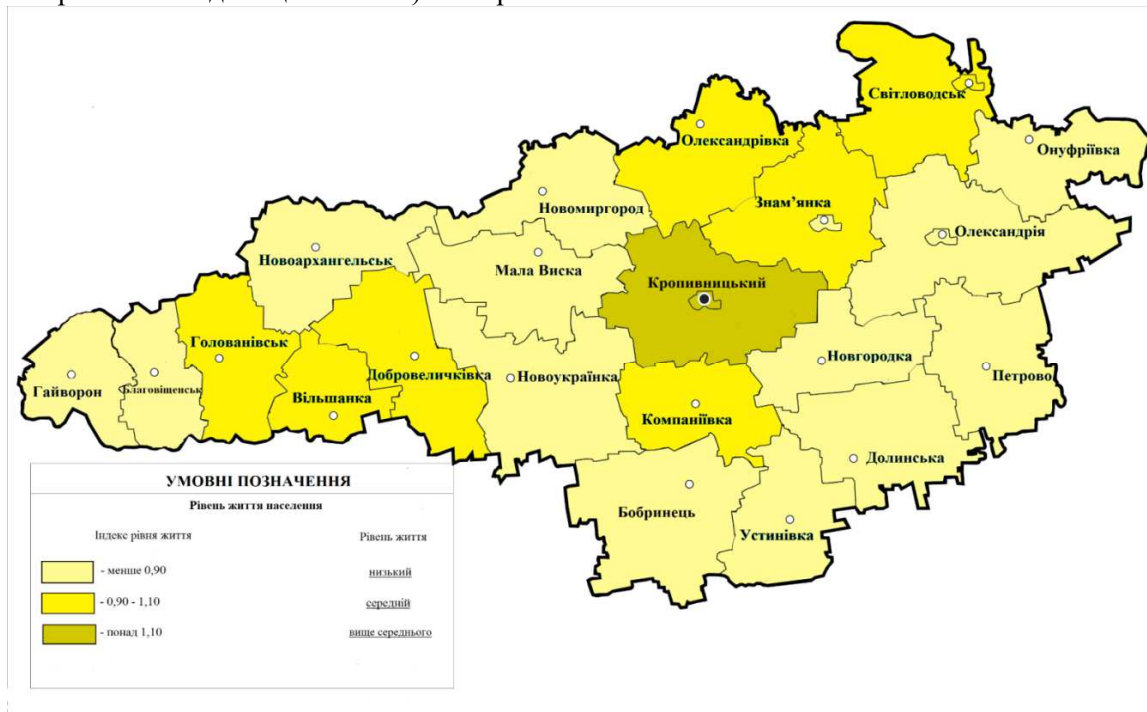 Світловодськ
Олександрівка
Онуфріївка
Знам’янка
Новомиргород
Олександрія
Новоархангельськ
Мала Виска
Кропивницький
Голованівськ
Новгородка
Добровеличківка
Петрово
Гайворон
Благовіщенськ
Новоукраїнка
Вільшанка
Компаніївка
Долинська
Бобринець
Устинівка
УМОВНІ ПОЗНАЧЕННЯ
Рівень життя населення
Індекс рівня життя Рівень життя
- менше 0,90 низький
- 0,90 - 1,10 середній
- понад 1,10 вище середнього